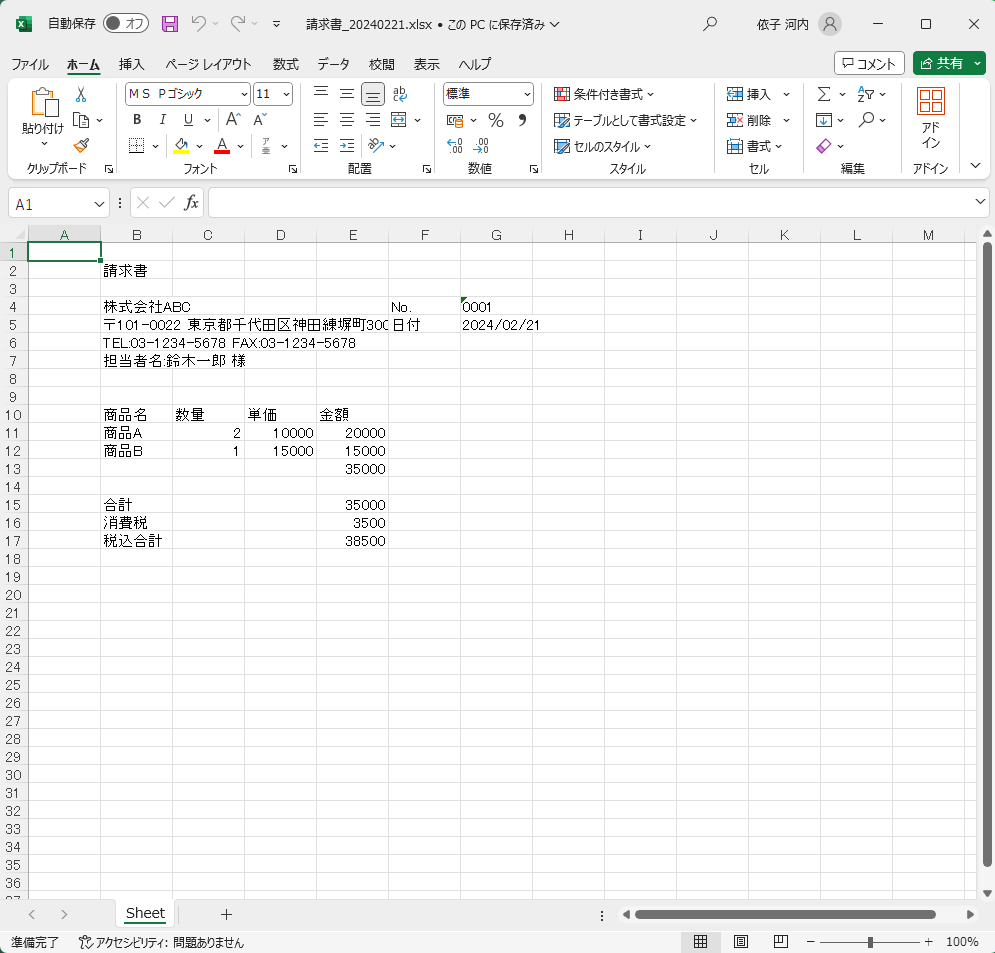 自動保存 オフ 請求書_20240221.xlsx • この PC に保存済み 依子 河内
ファイル ホーム 挿入 ページ レイアウト 数式 データ 校閲 表示 ヘルプ コメント 共有
貼り付け
クリップボード
ＭＳ Ｐゴシック 11
B I U A A
A ア 亜
フォント
ab
配置
標準
% 9
.00 .00
数値
条件付き書式
テーブルとして書式設定
セルのスタイル
スタイル
挿入
削除
書式
セル
Σ
編集
アド
イン
アドイン
A1 fx
A B C D E F G H I J K L M
1
2 請求書
3
4 株式会社ABC No. 0001
5 〒101-0022 東京都千代田区神田練塀町300 日付 2024/02/21
6 TEL:03-1234-5678 FAX:03-1234-5678
7 担当者名:鈴木一郎 様
8
9
10 商品名 数量 単価 金額
11 商品A 2 10000 20000
12 商品B 1 15000 15000
13 35000
14
15 合計 35000
16 消費税 3500
17 税込合計 38500
18
19
20
21
22
23
24
25
26
27
28
29
30
31
32
33
34
35
36
Sheet
準備完了 アクセシビリティ: 問題ありません 100%